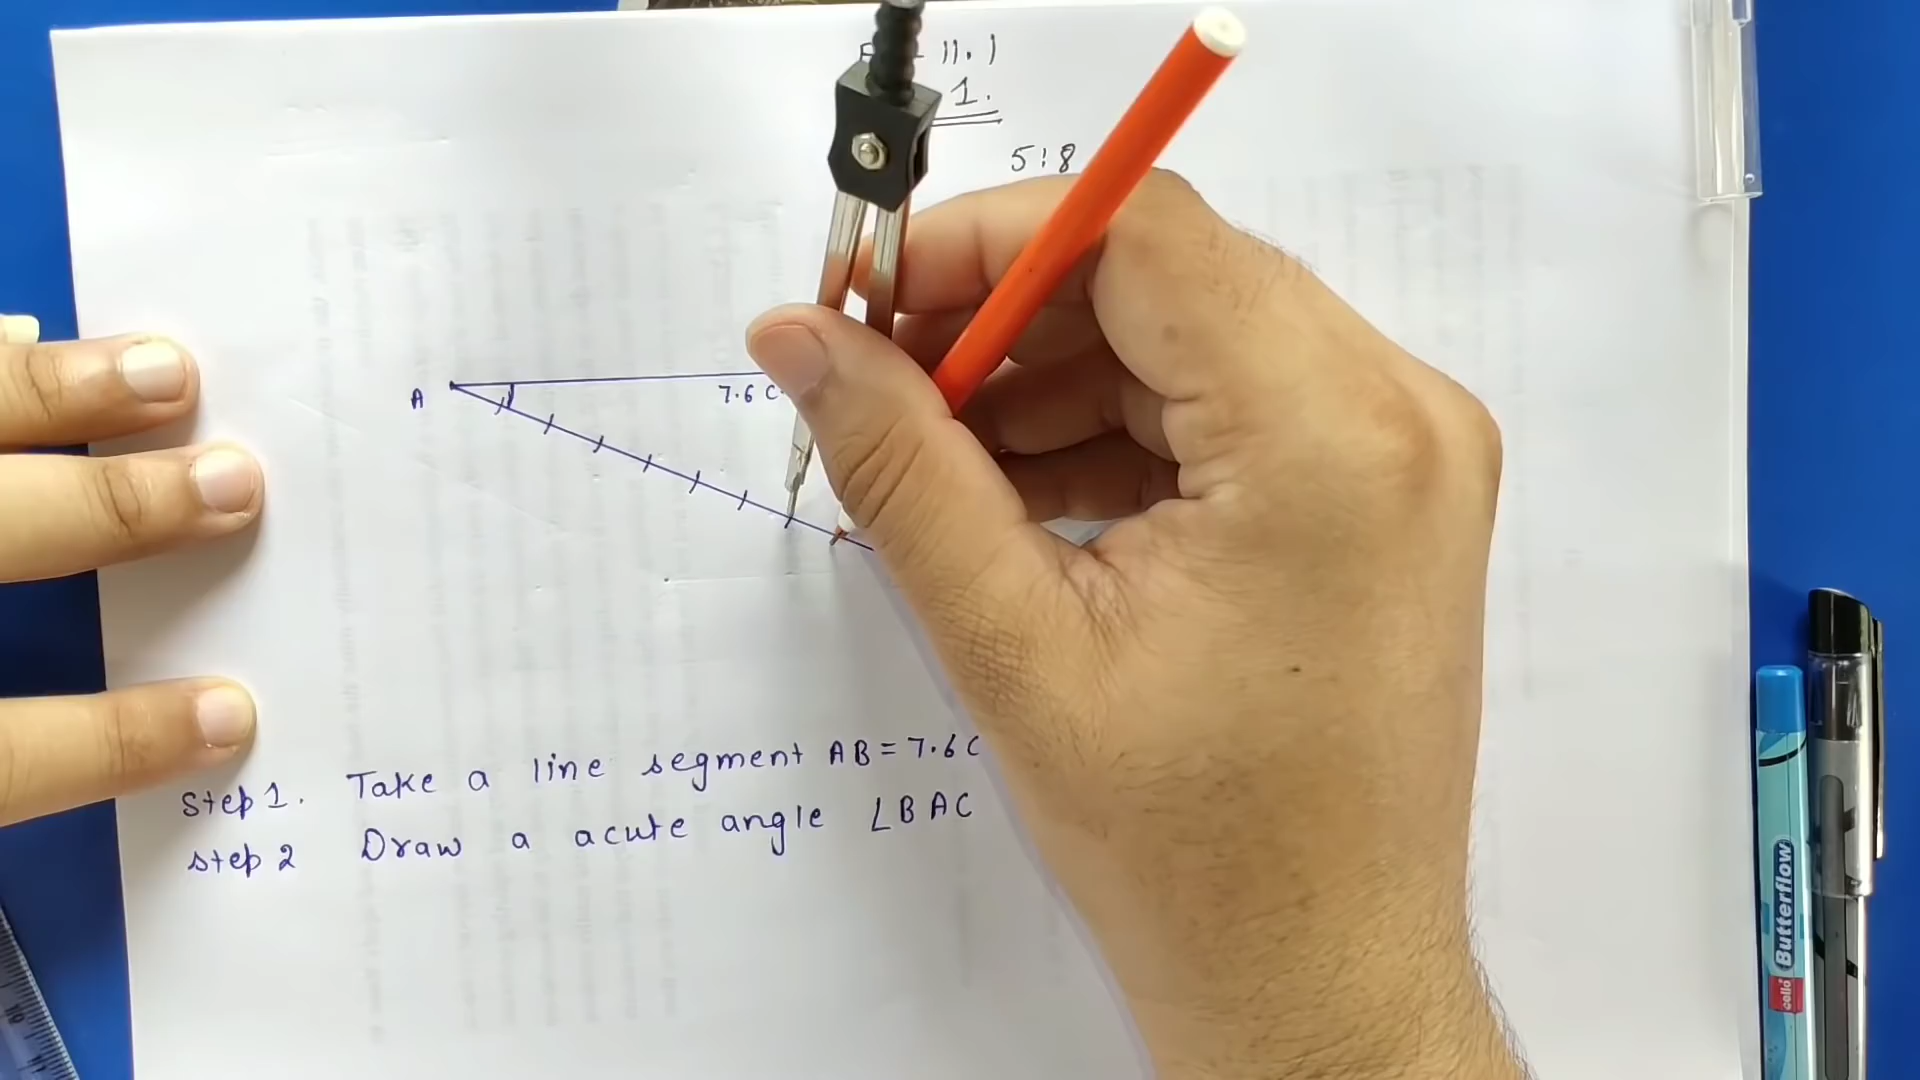 11.1
1.
5:8
A
7.6 C
Step 1. Take a line segment AB = 7.6 C
Step 2 Draw a acute angle ∠BAC
cello Butterflow